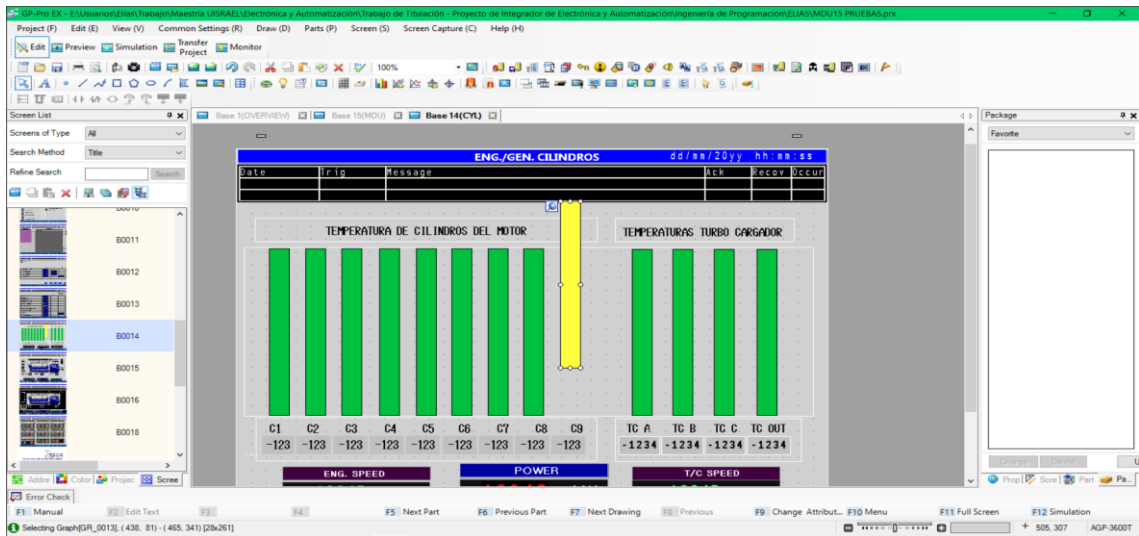 GP-Pro EX - E:\Usuarios\Elías\Trabajo\Maestría UISRAEL\Electrónica y Automatización\Trabajo de Titulación - Proyecto de Integrador de Electrónica y Automatización\Ingeniería de Programación\ELIAS\MDU15 PRUEBAS.prx
Project (F) Edit (E) View (V) Common Settings (R) Draw (D) Parts (P) Screen (S) Screen Capture (C) Help (H)
Edit Preview Simulation Transfer Project Monitor
100%
Screen List
Base 1(OVERVIEW) Base 15(MDU) Base 14(CYL)
Package
Screens of Type All
Favorite
Search Method Title
Refine Search Search
ENG./GEN. CILINDROS dd/mm/20yy hh:mm:ss
Date Trig Message Ack Recov Occur
TEMPERATURA DE CILINDROS DEL MOTOR TEMPERATURAS TURBO CARGADOR
B0010
B0011
B0012
B0013
B0014
B0015
B0016
B0018
C1 C2 C3 C4 C5 C6 C7 C8 C9 TC A TC B TC C TC OUT
-123 -123 -123 -123 -123 -123 -123 -123 -123 -1234 -1234 -1234 -1234
ENG. SPEED POWER T/C SPEED
Change Delete U
Addre Color Projec Scree
Prop Scre Part Pa...
Error Check
F1 Manual F2 Edit Text F3 F4 F5 Next Part F6 Previous Part F7 Next Drawing F8 Previous F9 Change Attribut... F10 Menu F11 Full Screen F12 Simulation
Selecting Graph[GR_0013], ( 438, 81) - ( 465, 341) [28x261]
505, 307 AGP-3600T